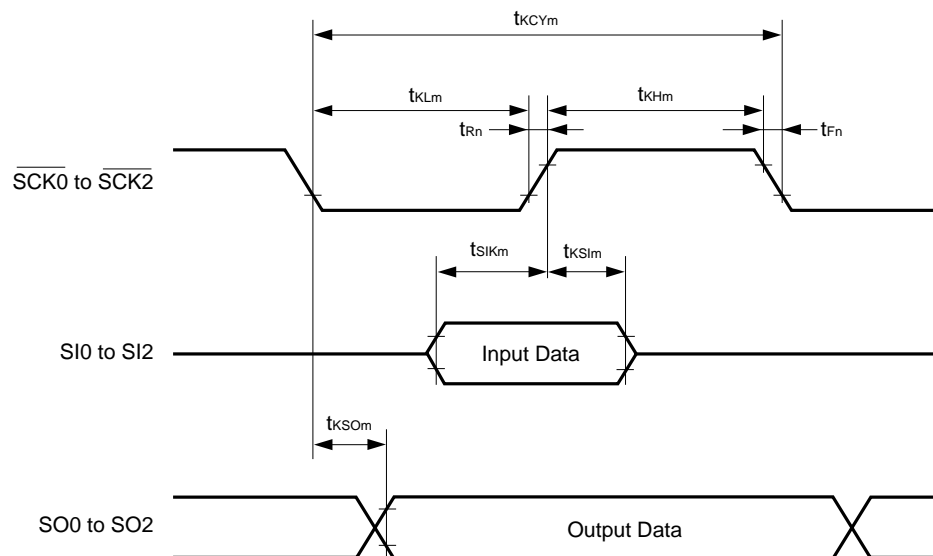 tKCYm
tKLm
tKHm
tRn
tFn
SCK0 to SCK2
tSIKm
tKSIm
SI0 to SI2
Input Data
tKSOm
SO0 to SO2
Output Data